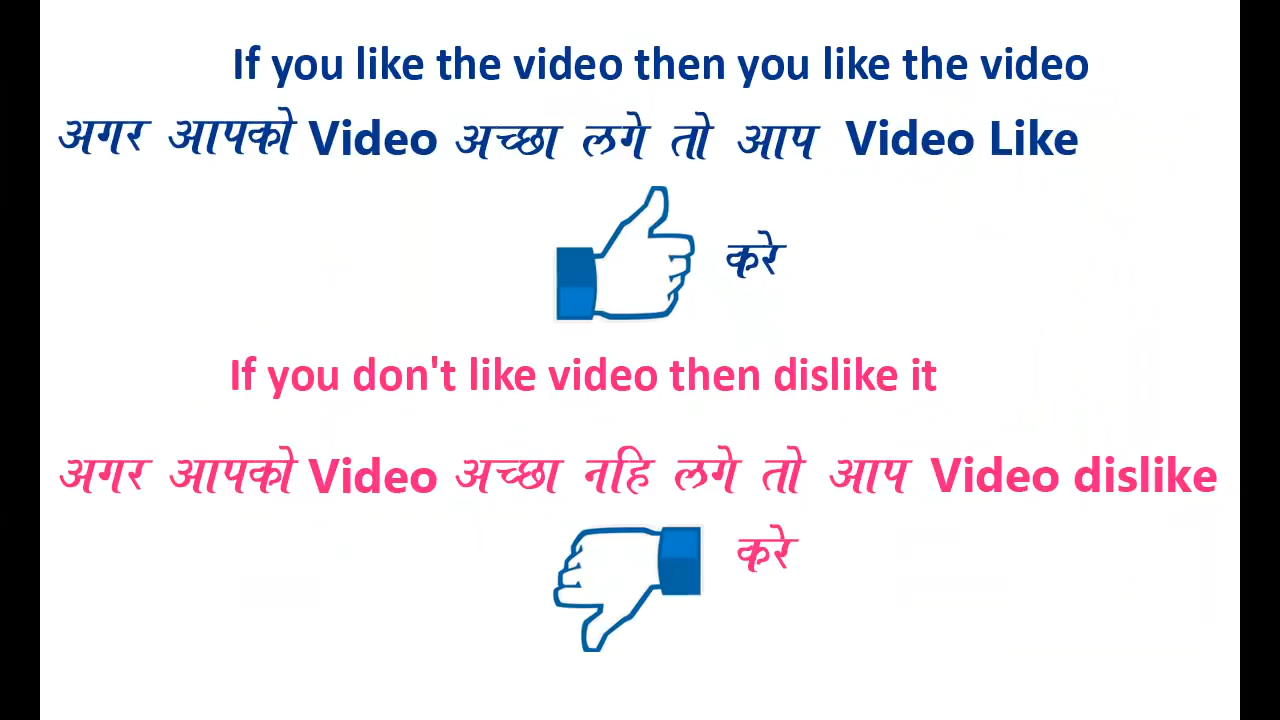 If you like the video then you like the video
अगर आपको Video अच्छा लगे तो आप Video Like
करे
If you don't like video then dislike it
अगर आपको Video अच्छा नहि लगे तो आप Video dislike
करे